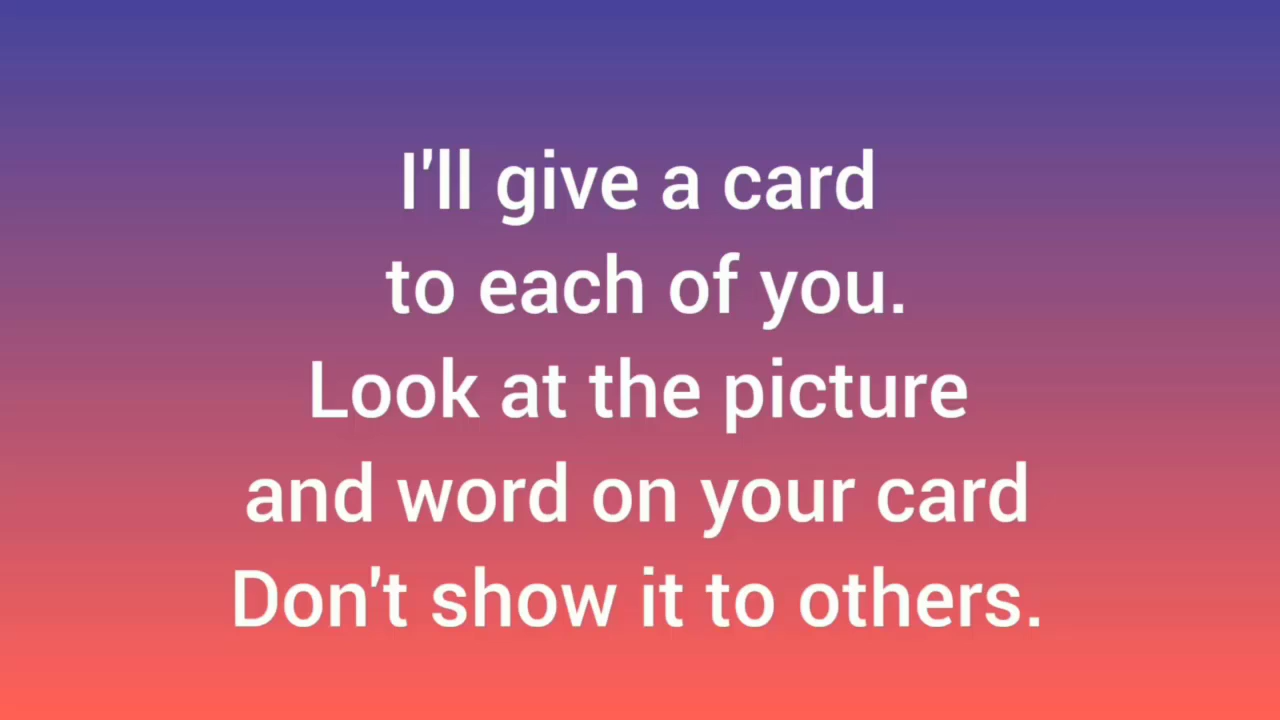 I'll give a card
to each of you.
Look at the picture
and word on your card
Don't show it to others.